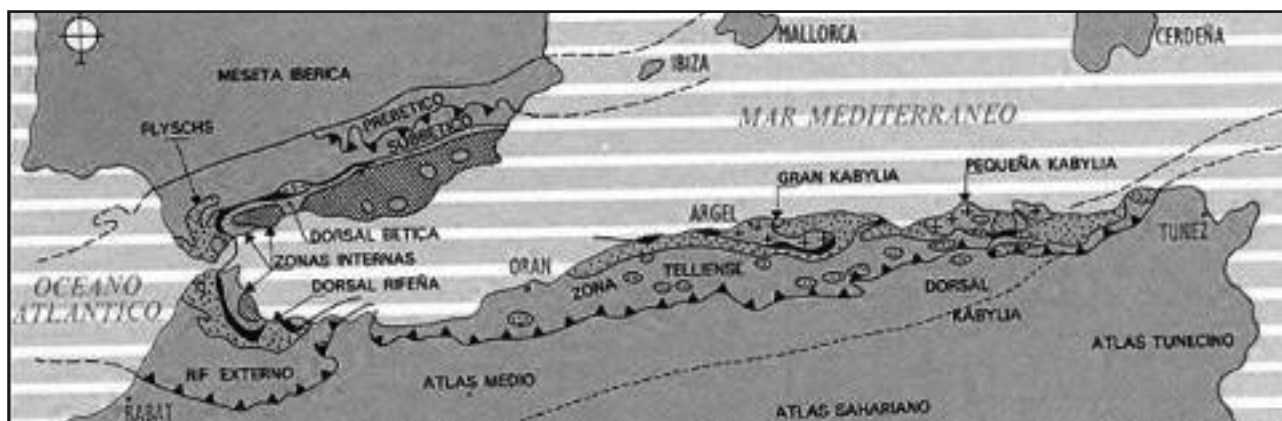 MALLORCA
CERDEÑA
MESETA IBERICA
IBIZA
PREBETICO
MAR MEDITERRANEO
FLYSCHS
SUBBETICO
PEQUEÑA KABYLIA
GRAN KABYLIA
ARGEL
TUNEZ
DORSAL BETICA
ZONAS INTERNAS
ORAN
TELLIENSE
ZONA
DORSAL
OCEANO
ATLANTICO
DORSAL RIFEÑA
KABYLIA
ATLAS TUNECINO
RIF EXTERNO
ATLAS MEDIO
RABAT
ATLAS SAHARIANO